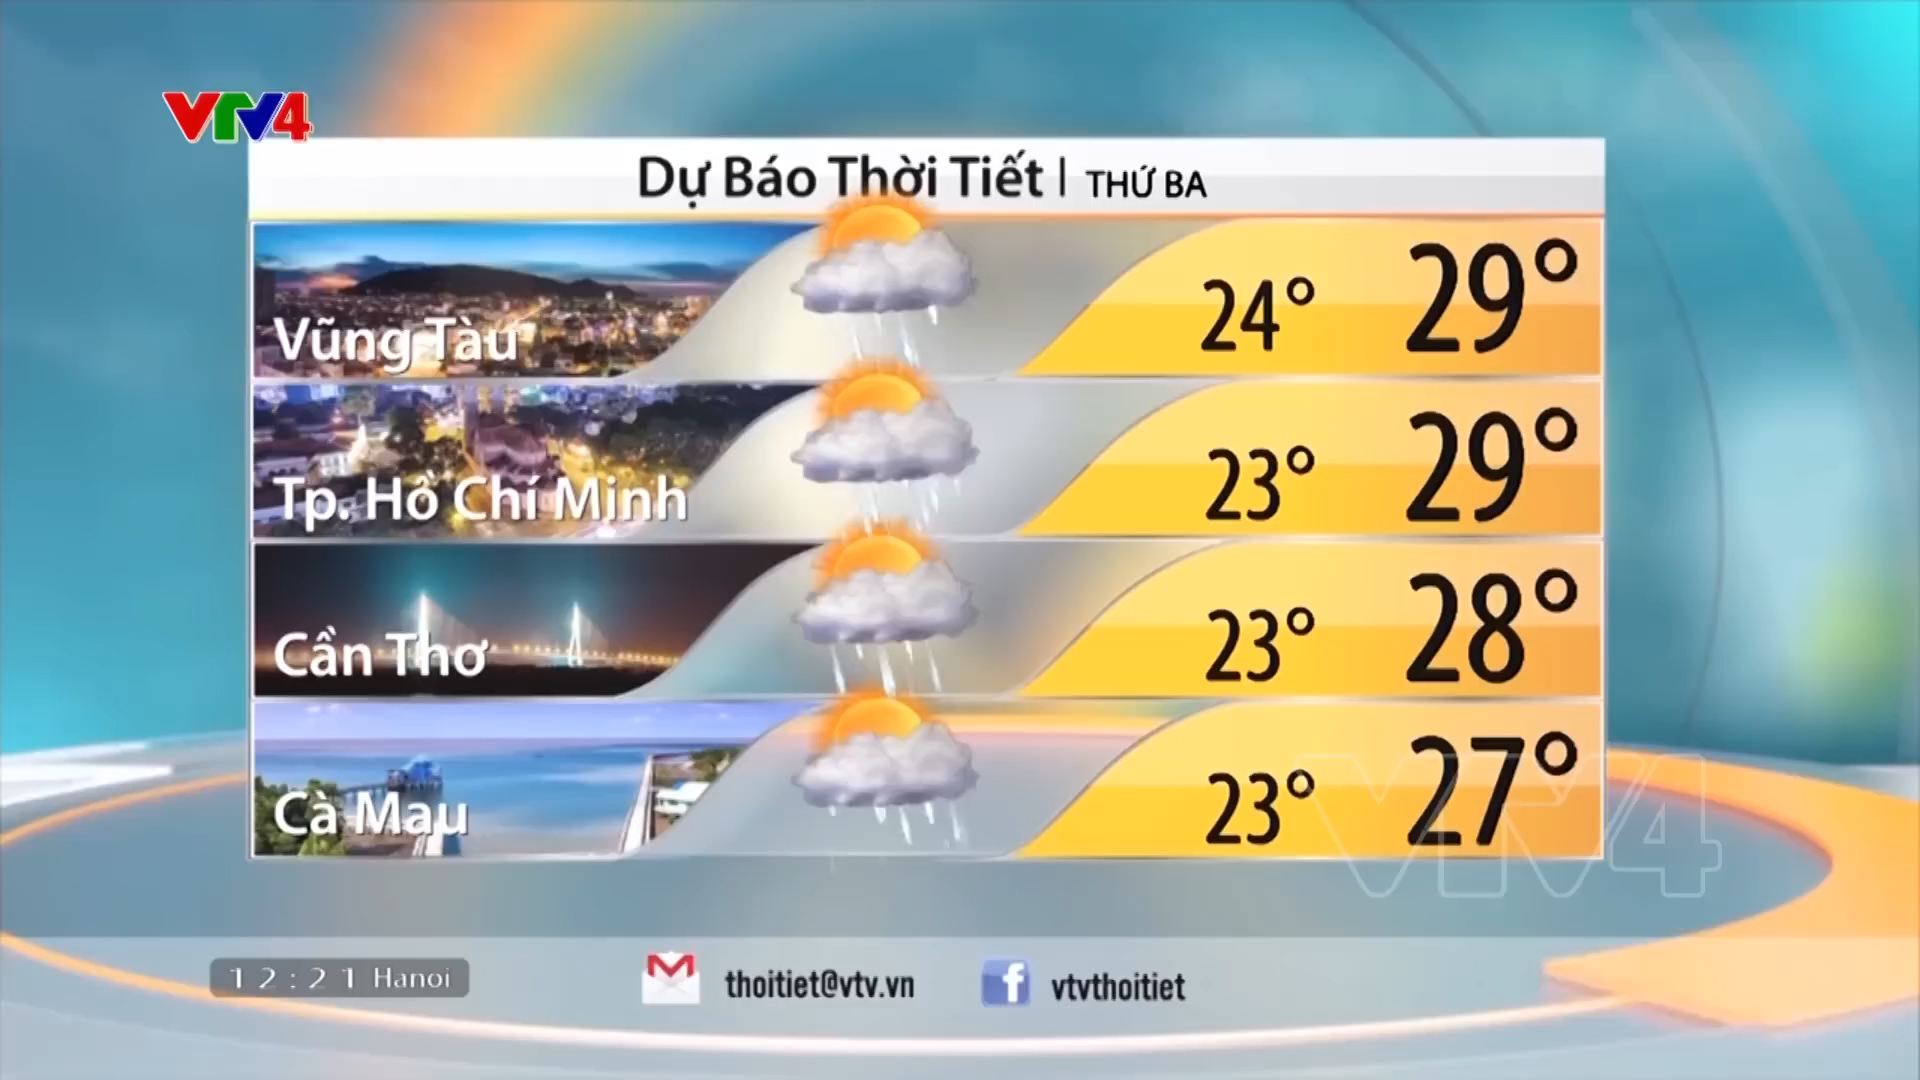 VTV4
Dự Báo Thời Tiết | THỨ BA
Vũng Tàu 24° 29°
Tp. Hồ Chí Minh 23° 29°
Cần Thơ 23° 28°
Cà Mau 23° 27°
VTV4
12:21 Hanoi
thoitiet@vtv.vn
vtvthoitiet